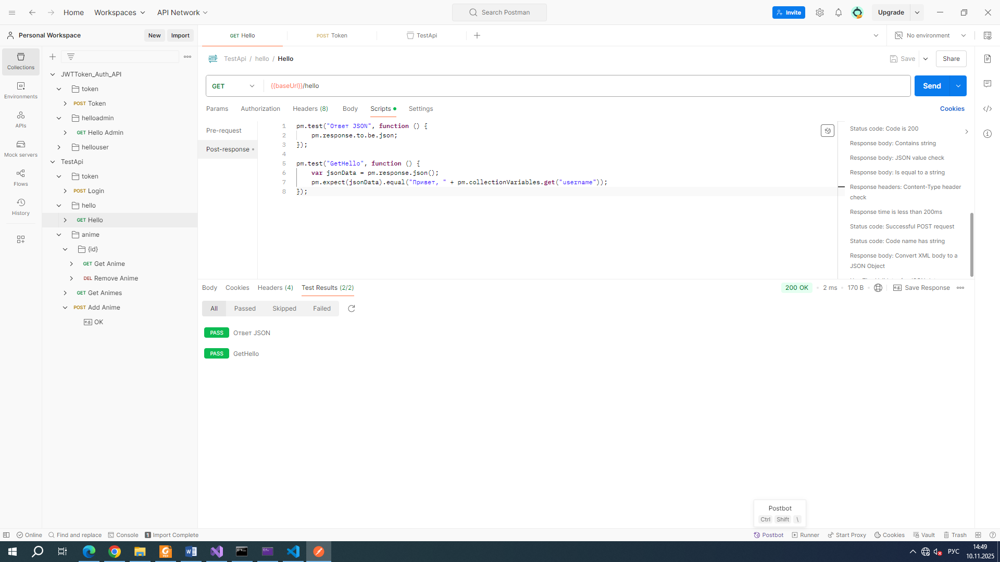 Home
Workspaces
API Network
Search Postman
Invite
Upgrade
Personal Workspace
New
Import
GET Hello
POST Token
TestApi
No environment
Collections
Environments
APIs
Mock servers
Flows
History
JWTToken_Auth_API
token
POST Token
helloadmin
GET Hello Admin
hellouser
TestApi
token
POST Login
hello
GET Hello
anime
{id}
GET Get Anime
DEL Remove Anime
GET Get Animes
POST Add Anime
e.g. OK
HTTP TestApi / hello / Hello
Save
Share
GET
{{baseUrl}}/hello
Send
Params
Authorization
Headers (8)
Body
Scripts
Settings
Cookies
Pre-request
Post-response
1 pm.test("Ответ JSON", function () {
2 pm.response.to.be.json;
3 });
4
5 pm.test("GetHello", function () {
6 var jsonData = pm.response.json();
7 pm.expect(jsonData).equal("Привет, " + pm.collectionVariables.get("username"));
8 });
Status code: Code is 200
Response body: Contains string
Response body: JSON value check
Response body: Is equal to a string
Response headers: Content-Type header
check
Response time is less than 200ms
Status code: Successful POST request
Status code: Code name has string
Response body: Convert XML body to a
JSON Object
Body
Cookies
Headers (4)
Test Results (2/2)
200 OK
2 ms
170 B
e.g. Save Response
All
Passed
Skipped
Failed
PASS Ответ JSON
PASS GetHello
Postbot
Ctrl Shift \
Online
Find and replace
Console
1 Import Complete
Postbot
Runner
Start Proxy
Cookies
Vault
Trash
РУС
14:49
10.11.2025